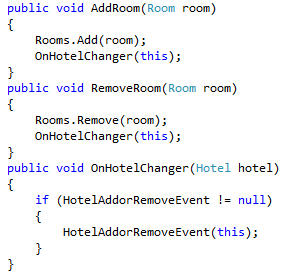 public void AddRoom(Room room)
{
    Rooms.Add(room);
    OnHotelChanger(this);
}
public void RemoveRoom(Room room)
{
    Rooms.Remove(room);
    OnHotelChanger(this);
}
public void OnHotelChanger(Hotel hotel)
{
    if (HotelAddorRemoveEvent != null)
    {
        HotelAddorRemoveEvent(this);
    }
}